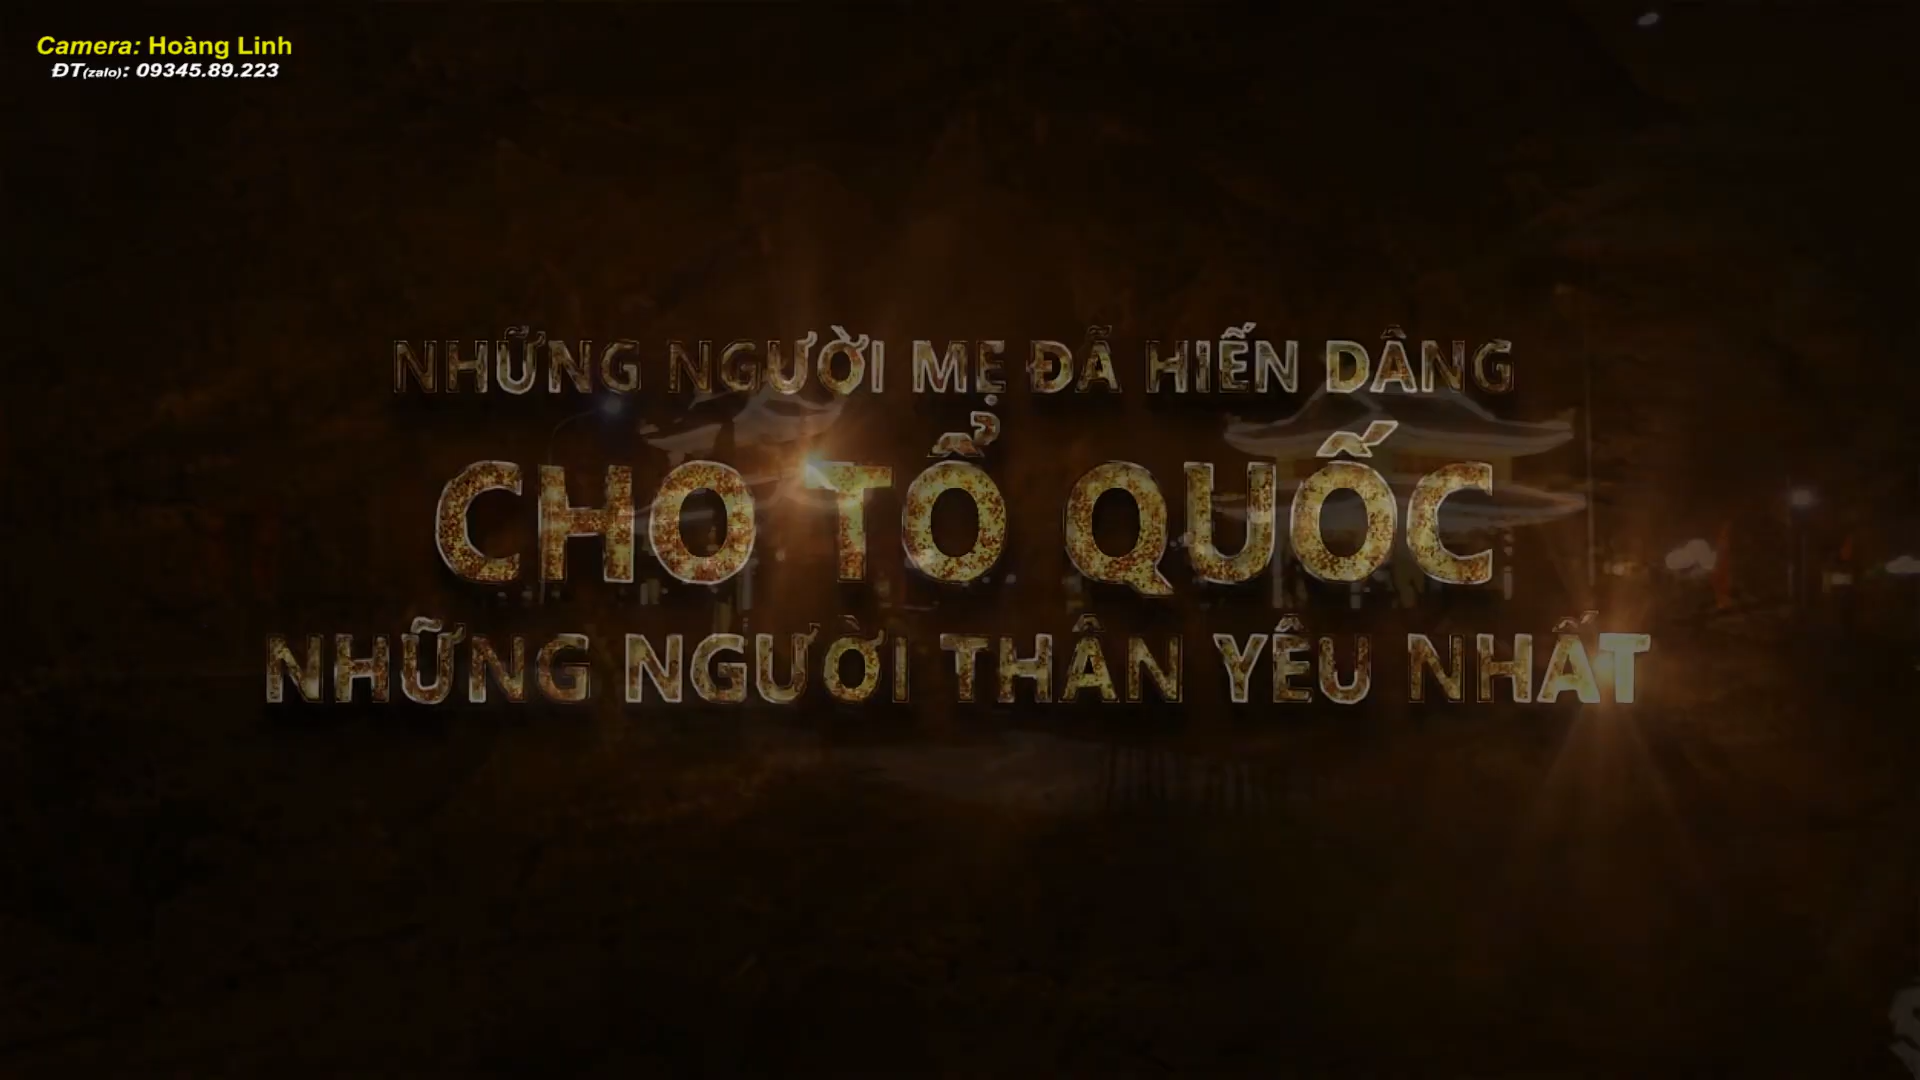 Camera: Hoàng Linh
ĐT(zalo): 09345.89.223
NHỮNG NGƯỜI MẸ ĐÃ HIẾN DÂNG
CHO TỔ QUỐC
NHỮNG NGƯỜI THÂN YÊU NHẤT